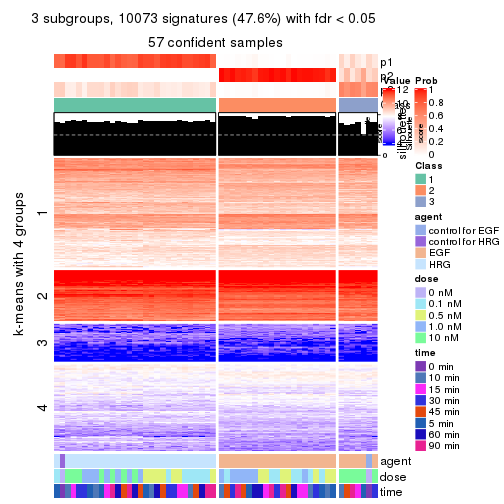 3 subgroups, 10073 signatures (47.6%) with fdr < 0.05
57 confident samples
p1
p2
Value
Prob
12
1
0.8
0.6
0.4
0.2
0
0
silhouette
score
Class
1
2
3
agent
control for EGF
control for HRG
EGF
HRG
dose
0 nM
0.1 nM
0.5 nM
1.0 nM
10 nM
time
0 min
10 min
15 min
30 min
45 min
5 min
60 min
90 min
k-means with 4 groups
1
2
3
4
agent
dose
time